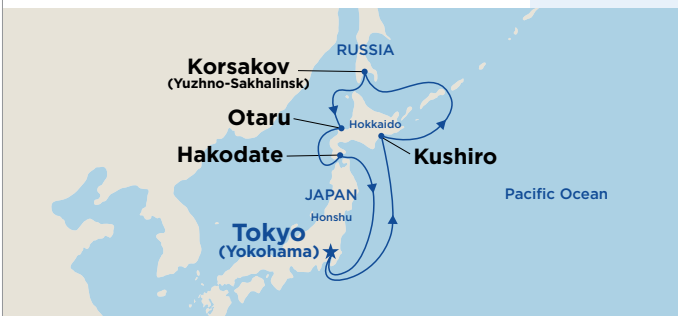 RUSSIA
Korsakov
(Yuzhno-Sakhalinsk)
Otaru
Hokkaido
Hakodate
Kushiro
JAPAN
Pacific Ocean
Honshu
Tokyo
(Yokohama)